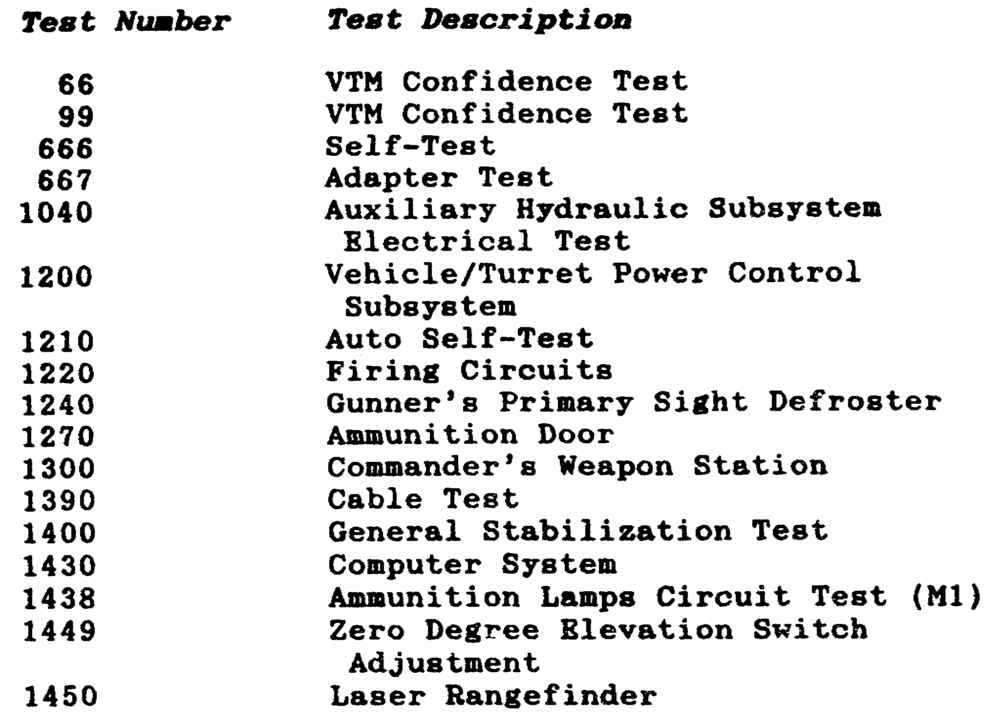 Test Number Test Description
66 VTM Confidence Test
99 VTM Confidence Test
666 Self-Test
667 Adapter Test
1040 Auxiliary Hydraulic Subsystem
Electrical Test
1200 Vehicle/Turret Power Control
Subsystem
1210 Auto Self-Test
1220 Firing Circuits
1240 Gunner's Primary Sight Defroster
1270 Ammunition Door
1300 Commander's Weapon Station
1390 Cable Test
1400 General Stabilization Test
1430 Computer System
1438 Ammunition Lamps Circuit Test (M1)
1449 Zero Degree Elevation Switch
Adjustment
1450 Laser Rangefinder